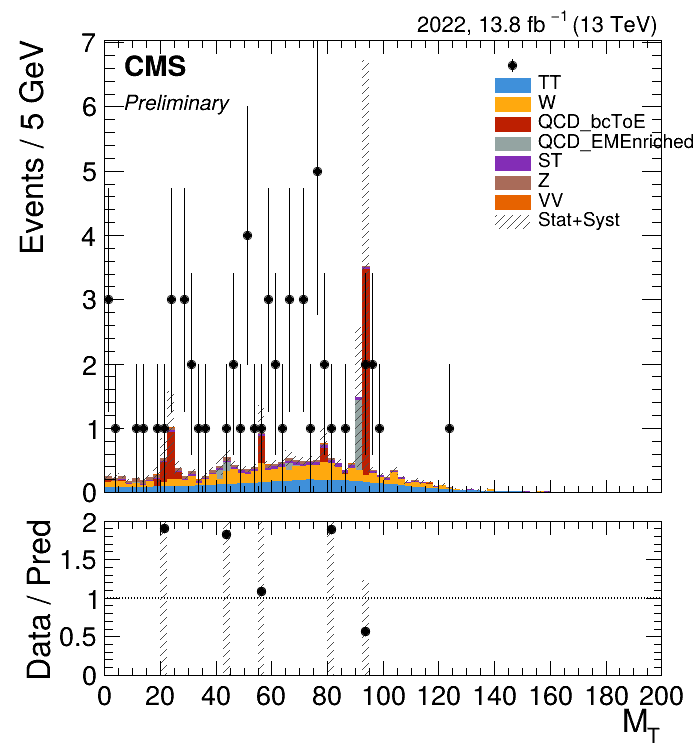 2022, 13.8 fb⁻¹ (13 TeV)
CMS
Preliminary
Events / 5 GeV
7
6
5
4
3
2
1
0
TT
W
QCD_bcToE
QCD_EMEnriched
ST
Z
VV
Stat+Syst
Data / Pred
2
1.5
1
0.5
0
0 20 40 60 80 100 120 140 160 180 200
M_T